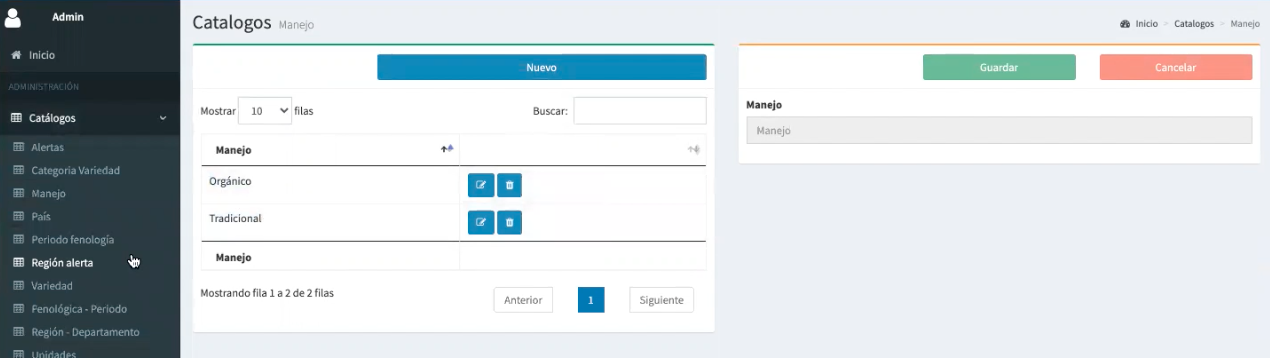 Admin
Inicio
ADMINISTRACIÓN
Catálogos
Alertas
Categoria Variedad
Manejo
País
Periodo fenología
Región alerta
Variedad
Fenológica - Periodo
Región - Departamento
Unidades
Catalogos Manejo
Inicio > Catalogos > Manejo
Nuevo
Mostrar 10 filas Buscar:
Manejo
Orgánico
Tradicional
Manejo
Mostrando fila 1 a 2 de 2 filas
Anterior 1 Siguiente
Guardar Cancelar
Manejo
Manejo